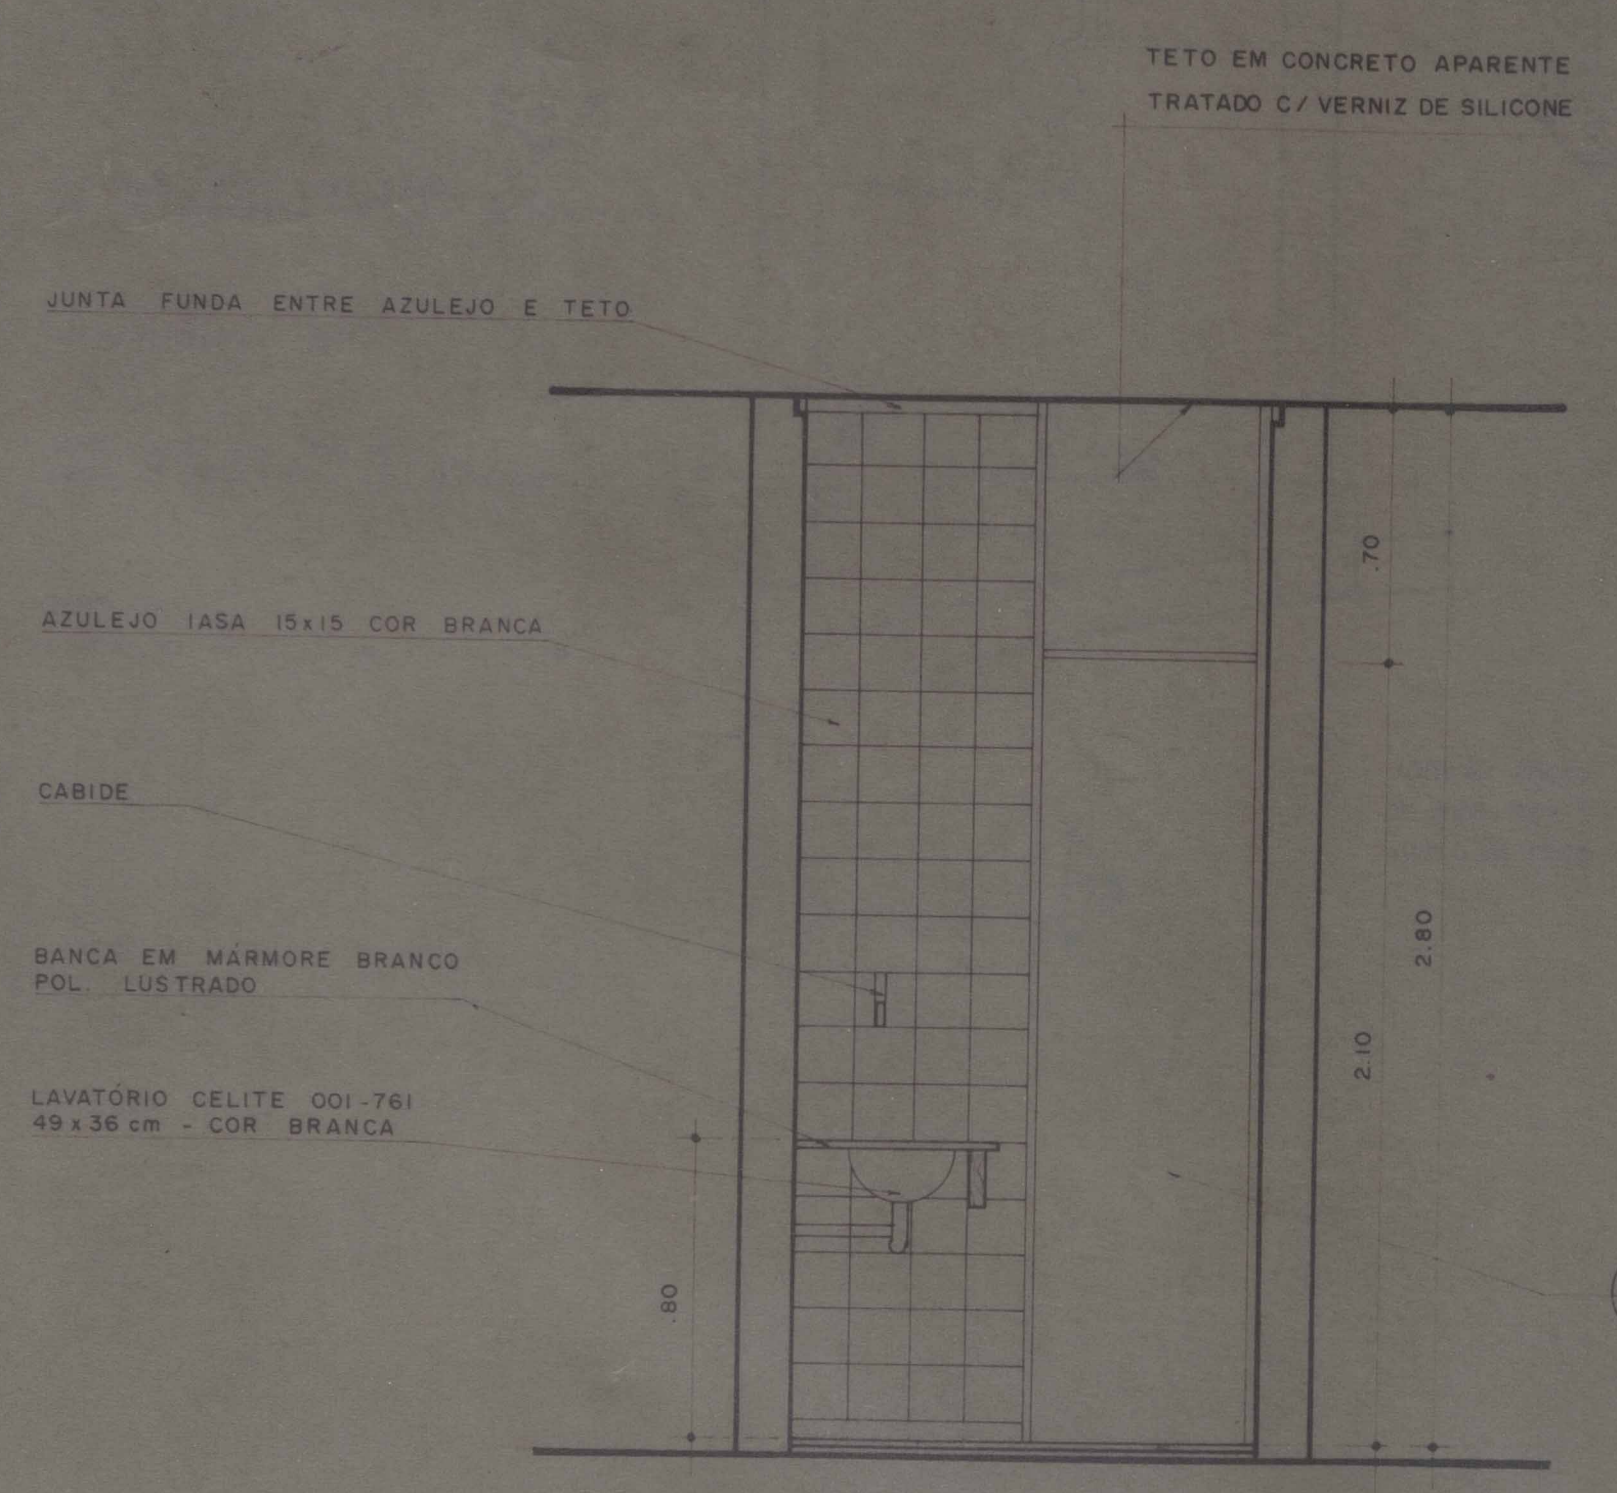 TETO EM CONCRETO APARENTE
TRATADO C/ VERNIZ DE SILICONE
JUNTA FUNDA ENTRE AZULEJO E TETO
AZULEJO IASA 15x15 COR BRANCA
CABIDE
BANCA EM MÁRMORE BRANCO
POL. LUSTRADO
LAVATÓRIO CELITE 001-761
49 x 36 cm - COR BRANCA
.70
2.80
2.10
.80